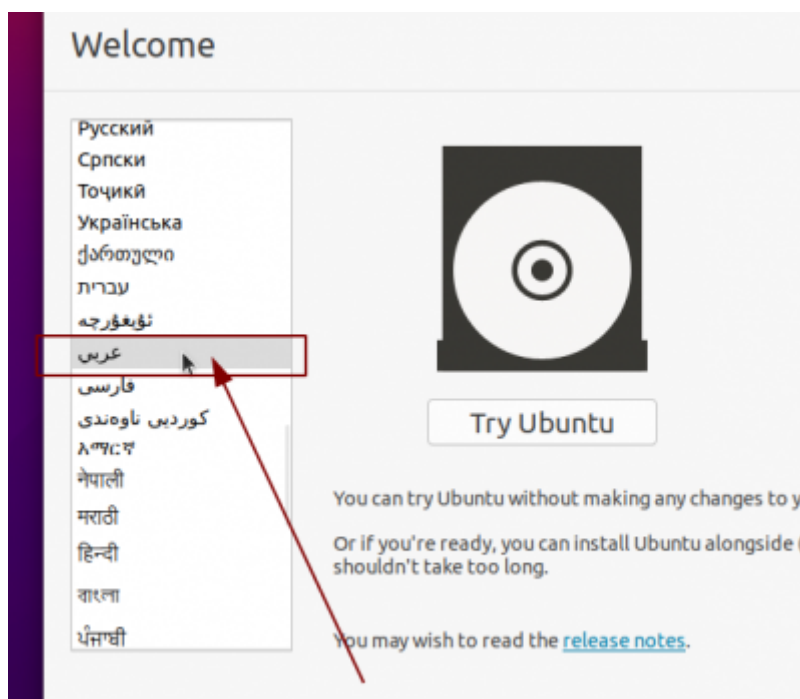 Welcome
Русский
Српски
Тоҷикӣ
Українська
ქართული
עברית
ئۇيغۇرچە
عربي
فارسی
کوردیی ناوەندی
አማርኛ
नेपाली
मराठी
हिन्दी
বাংলা
ਪੰਜਾਬੀ
Try Ubuntu
You can try Ubuntu without making any changes to
Or if you're ready, you can install Ubuntu alongside
shouldn't take too long.
You may wish to read the release notes.